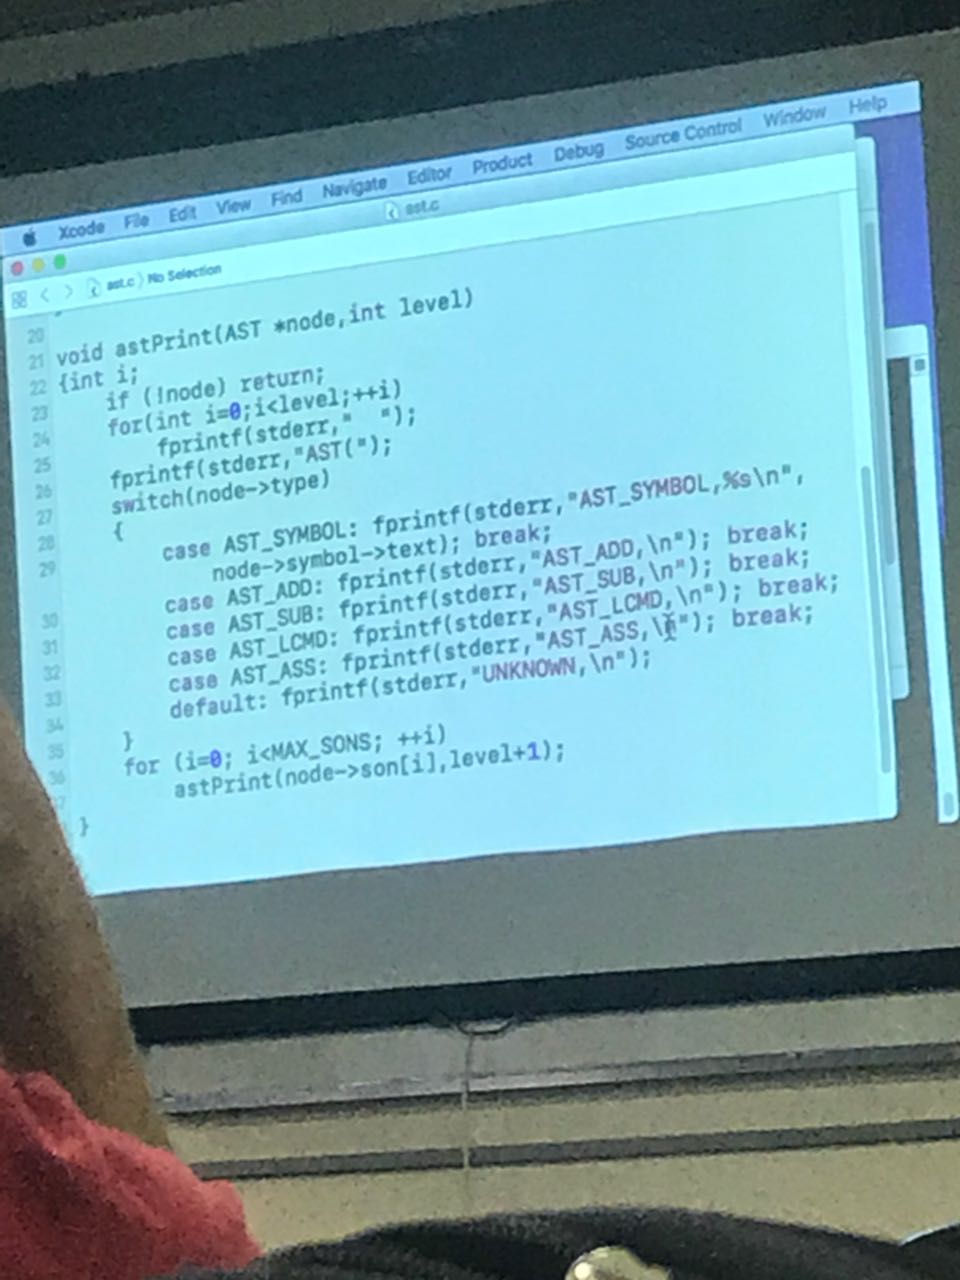 Xcode File Edit View Find Navigate Editor Product Debug Source Control Window Help
ast.c
ast.c No Selection
20
21 void astPrint(AST *node,int level)
22 {int i;
23 if (!node) return;
24 for(int i=0;i<level;++i)
25 fprintf(stderr,"  ");
26 fprintf(stderr,"AST(");
27 switch(node->type)
28 {
29 case AST_SYMBOL: fprintf(stderr,"AST_SYMBOL,%s\n",
node->symbol->text); break;
30 case AST_ADD: fprintf(stderr,"AST_ADD,\n"); break;
31 case AST_SUB: fprintf(stderr,"AST_SUB,\n"); break;
32 case AST_LCMD: fprintf(stderr,"AST_LCMD,\n"); break;
33 case AST_ASS: fprintf(stderr,"AST_ASS,\n"); break;
34 default: fprintf(stderr,"UNKNOWN,\n");
35 }
36 for (i=0; i<MAX_SONS; ++i)
astPrint(node->son[i],level+1);
}